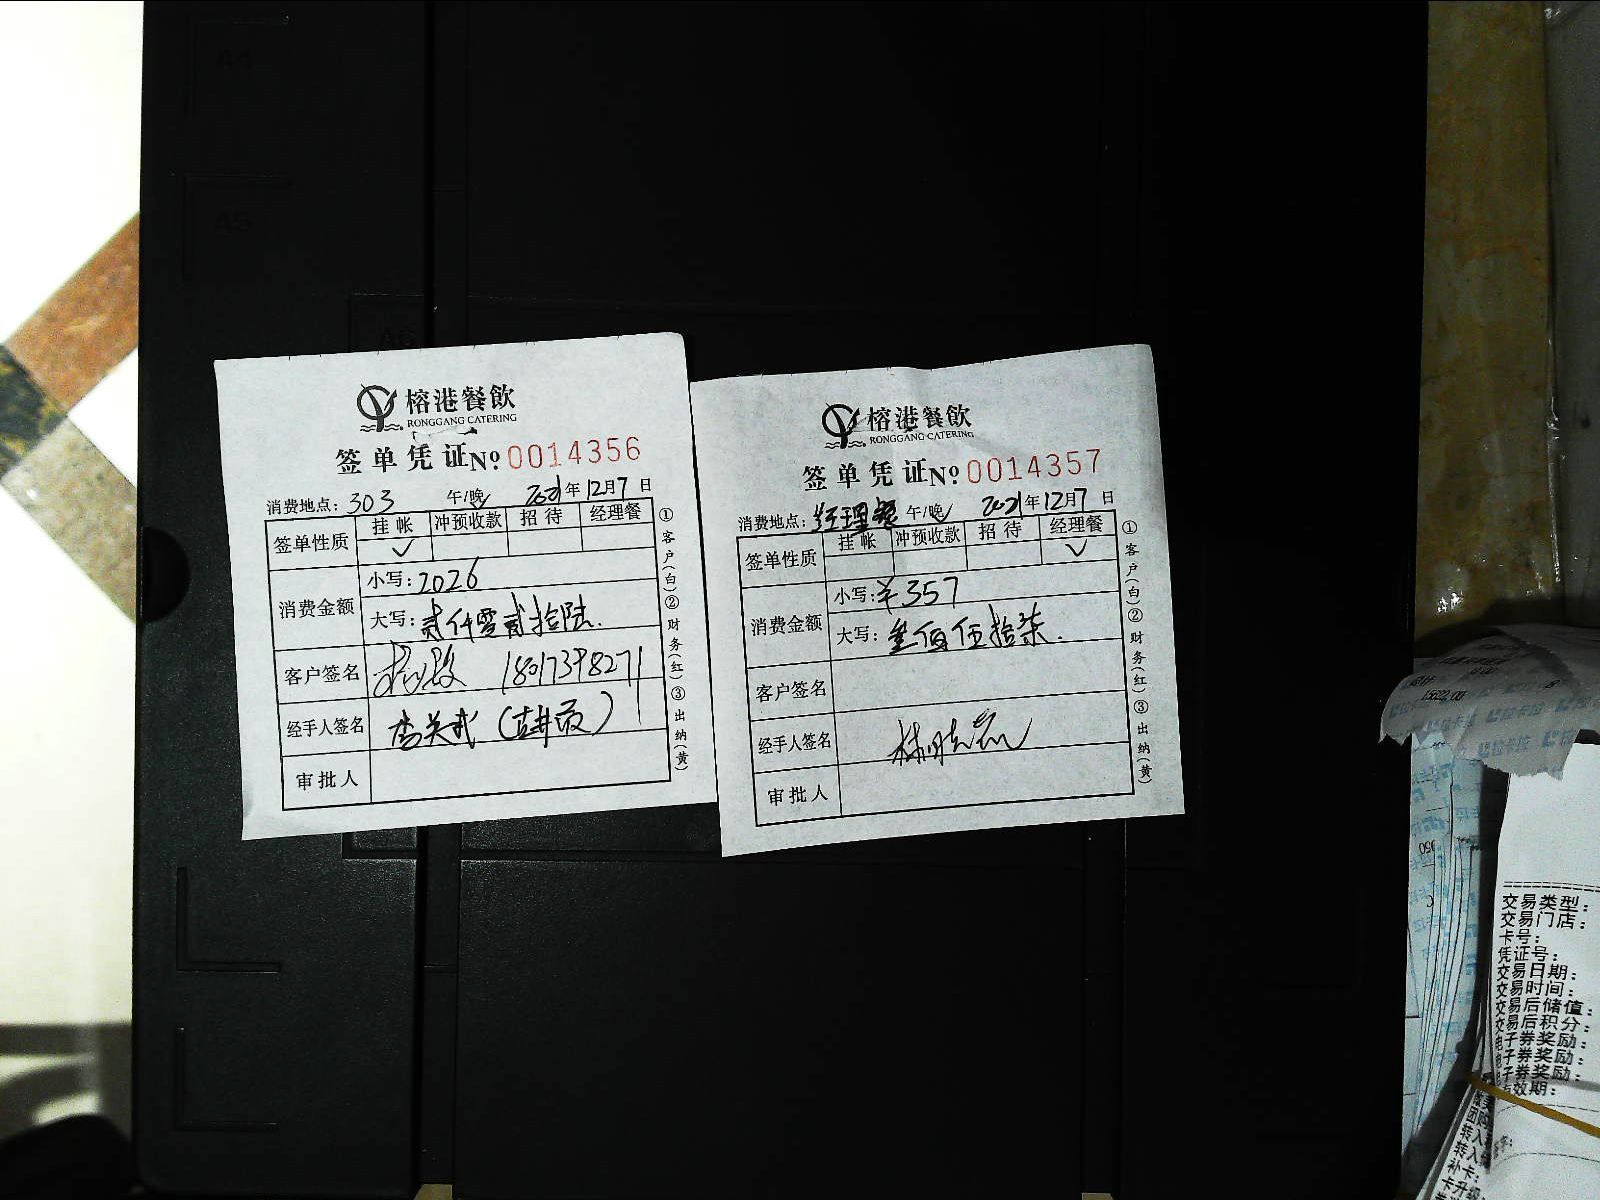 榕港餐飲
RONGGANG CATERING
签单凭证№0014356
消费地点：303 午/晚 2021年12月7日
签单性质 挂帐 冲预收款 招待 经理餐
✓
消费金额
小写：2026
大写：贰仟零贰拾陆.
客户签名 18017398271
经手人签名
审批人
①客户(白)②财务(红)③出纳(黄)
榕港餐飲
RONGGANG CATERING
签单凭证№0014357
消费地点：经理餐 午/晚 2021年12月7日
签单性质 挂帐 冲预收款 招待 经理餐
✓
消费金额
小写：¥357
大写：叁佰伍拾柒.
客户签名
经手人签名
审批人
①客户(白)②财务(红)③出纳(黄)
A4
A5
A6
交易类型：
交易门店：
卡号：
凭证号：
交易日期：
交易时间：
交易后储值：
交易后积分：
电子券奖励：
电子券奖励：
电子券奖励：
有效期：